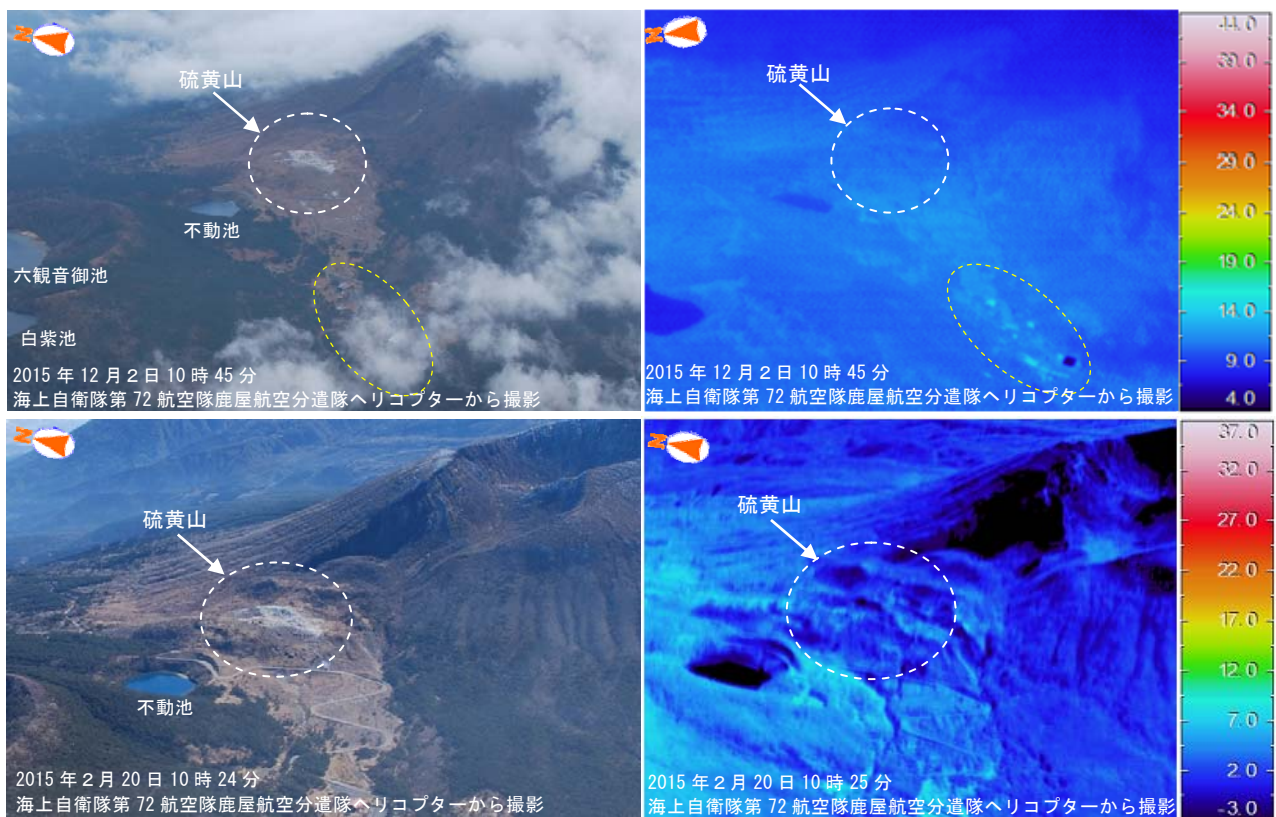 N
硫黄山
不動池
六観音御池
白紫池
2015年12月2日10時45分
海上自衛隊第72航空隊鹿屋航空分遣隊ヘリコプターから撮影
N
硫黄山
2015年12月2日10時45分
海上自衛隊第72航空隊鹿屋航空分遣隊ヘリコプターから撮影
44.0
39.0
34.0
29.0
24.0
19.0
14.0
9.0
4.0
N
硫黄山
不動池
2015年2月20日10時24分
海上自衛隊第72航空隊鹿屋航空分遣隊ヘリコプターから撮影
N
硫黄山
2015年2月20日10時25分
海上自衛隊第72航空隊鹿屋航空分遣隊ヘリコプターから撮影
37.0
32.0
27.0
22.0
17.0
12.0
7.0
2.0
-3.0